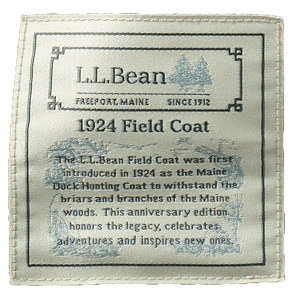 L.L.Bean
FREEPORT, MAINE SINCE 1912
1924 Field Coat
The L.L.Bean Field Coat was first
introduced in 1924 as the Maine
Duck Hunting Coat to withstand the
briars and branches of the Maine
woods. This anniversary edition
honors the legacy, celebrates
adventures and inspires new ones.